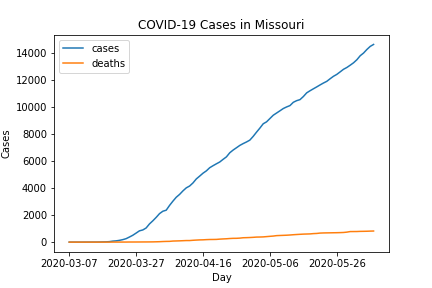 COVID-19 Cases in Missouri
cases
deaths
14000
12000
10000
8000
6000
4000
2000
0
Cases
2020-03-07 2020-03-27 2020-04-16 2020-05-06 2020-05-26
Day